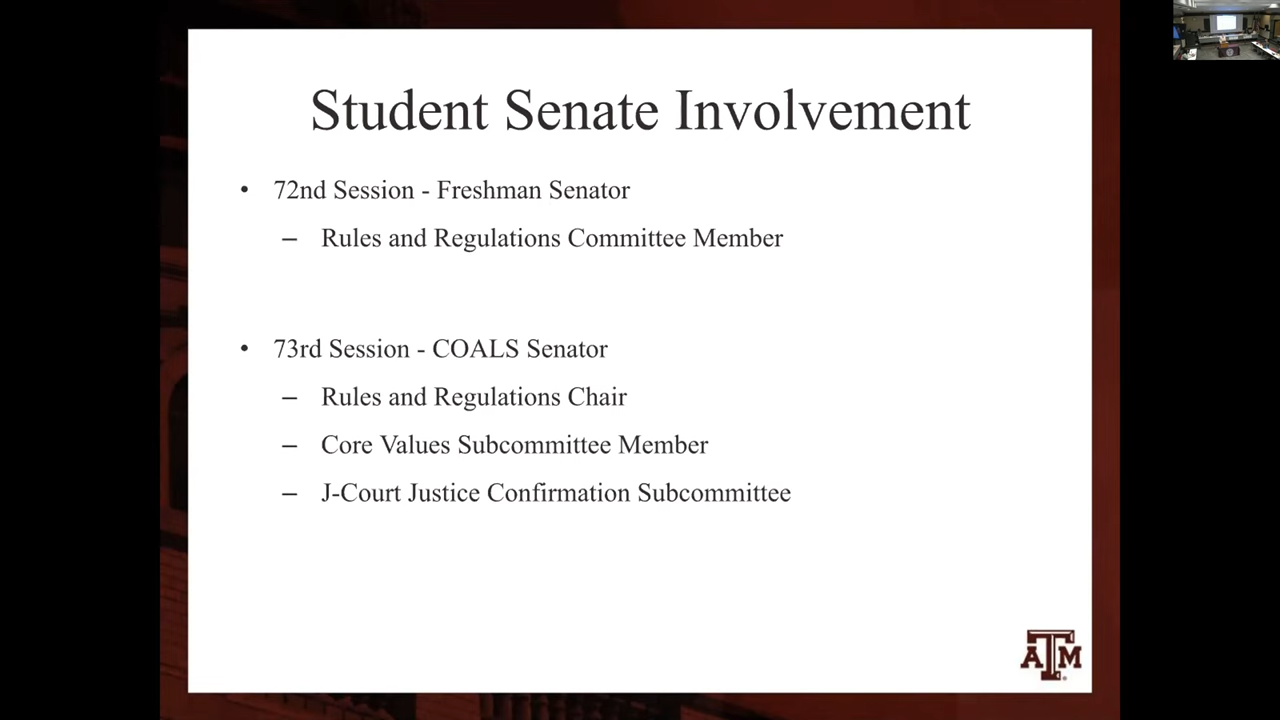 Student Senate Involvement
• 72nd Session - Freshman Senator
– Rules and Regulations Committee Member
• 73rd Session - COALS Senator
– Rules and Regulations Chair
– Core Values Subcommittee Member
– J-Court Justice Confirmation Subcommittee
ATM